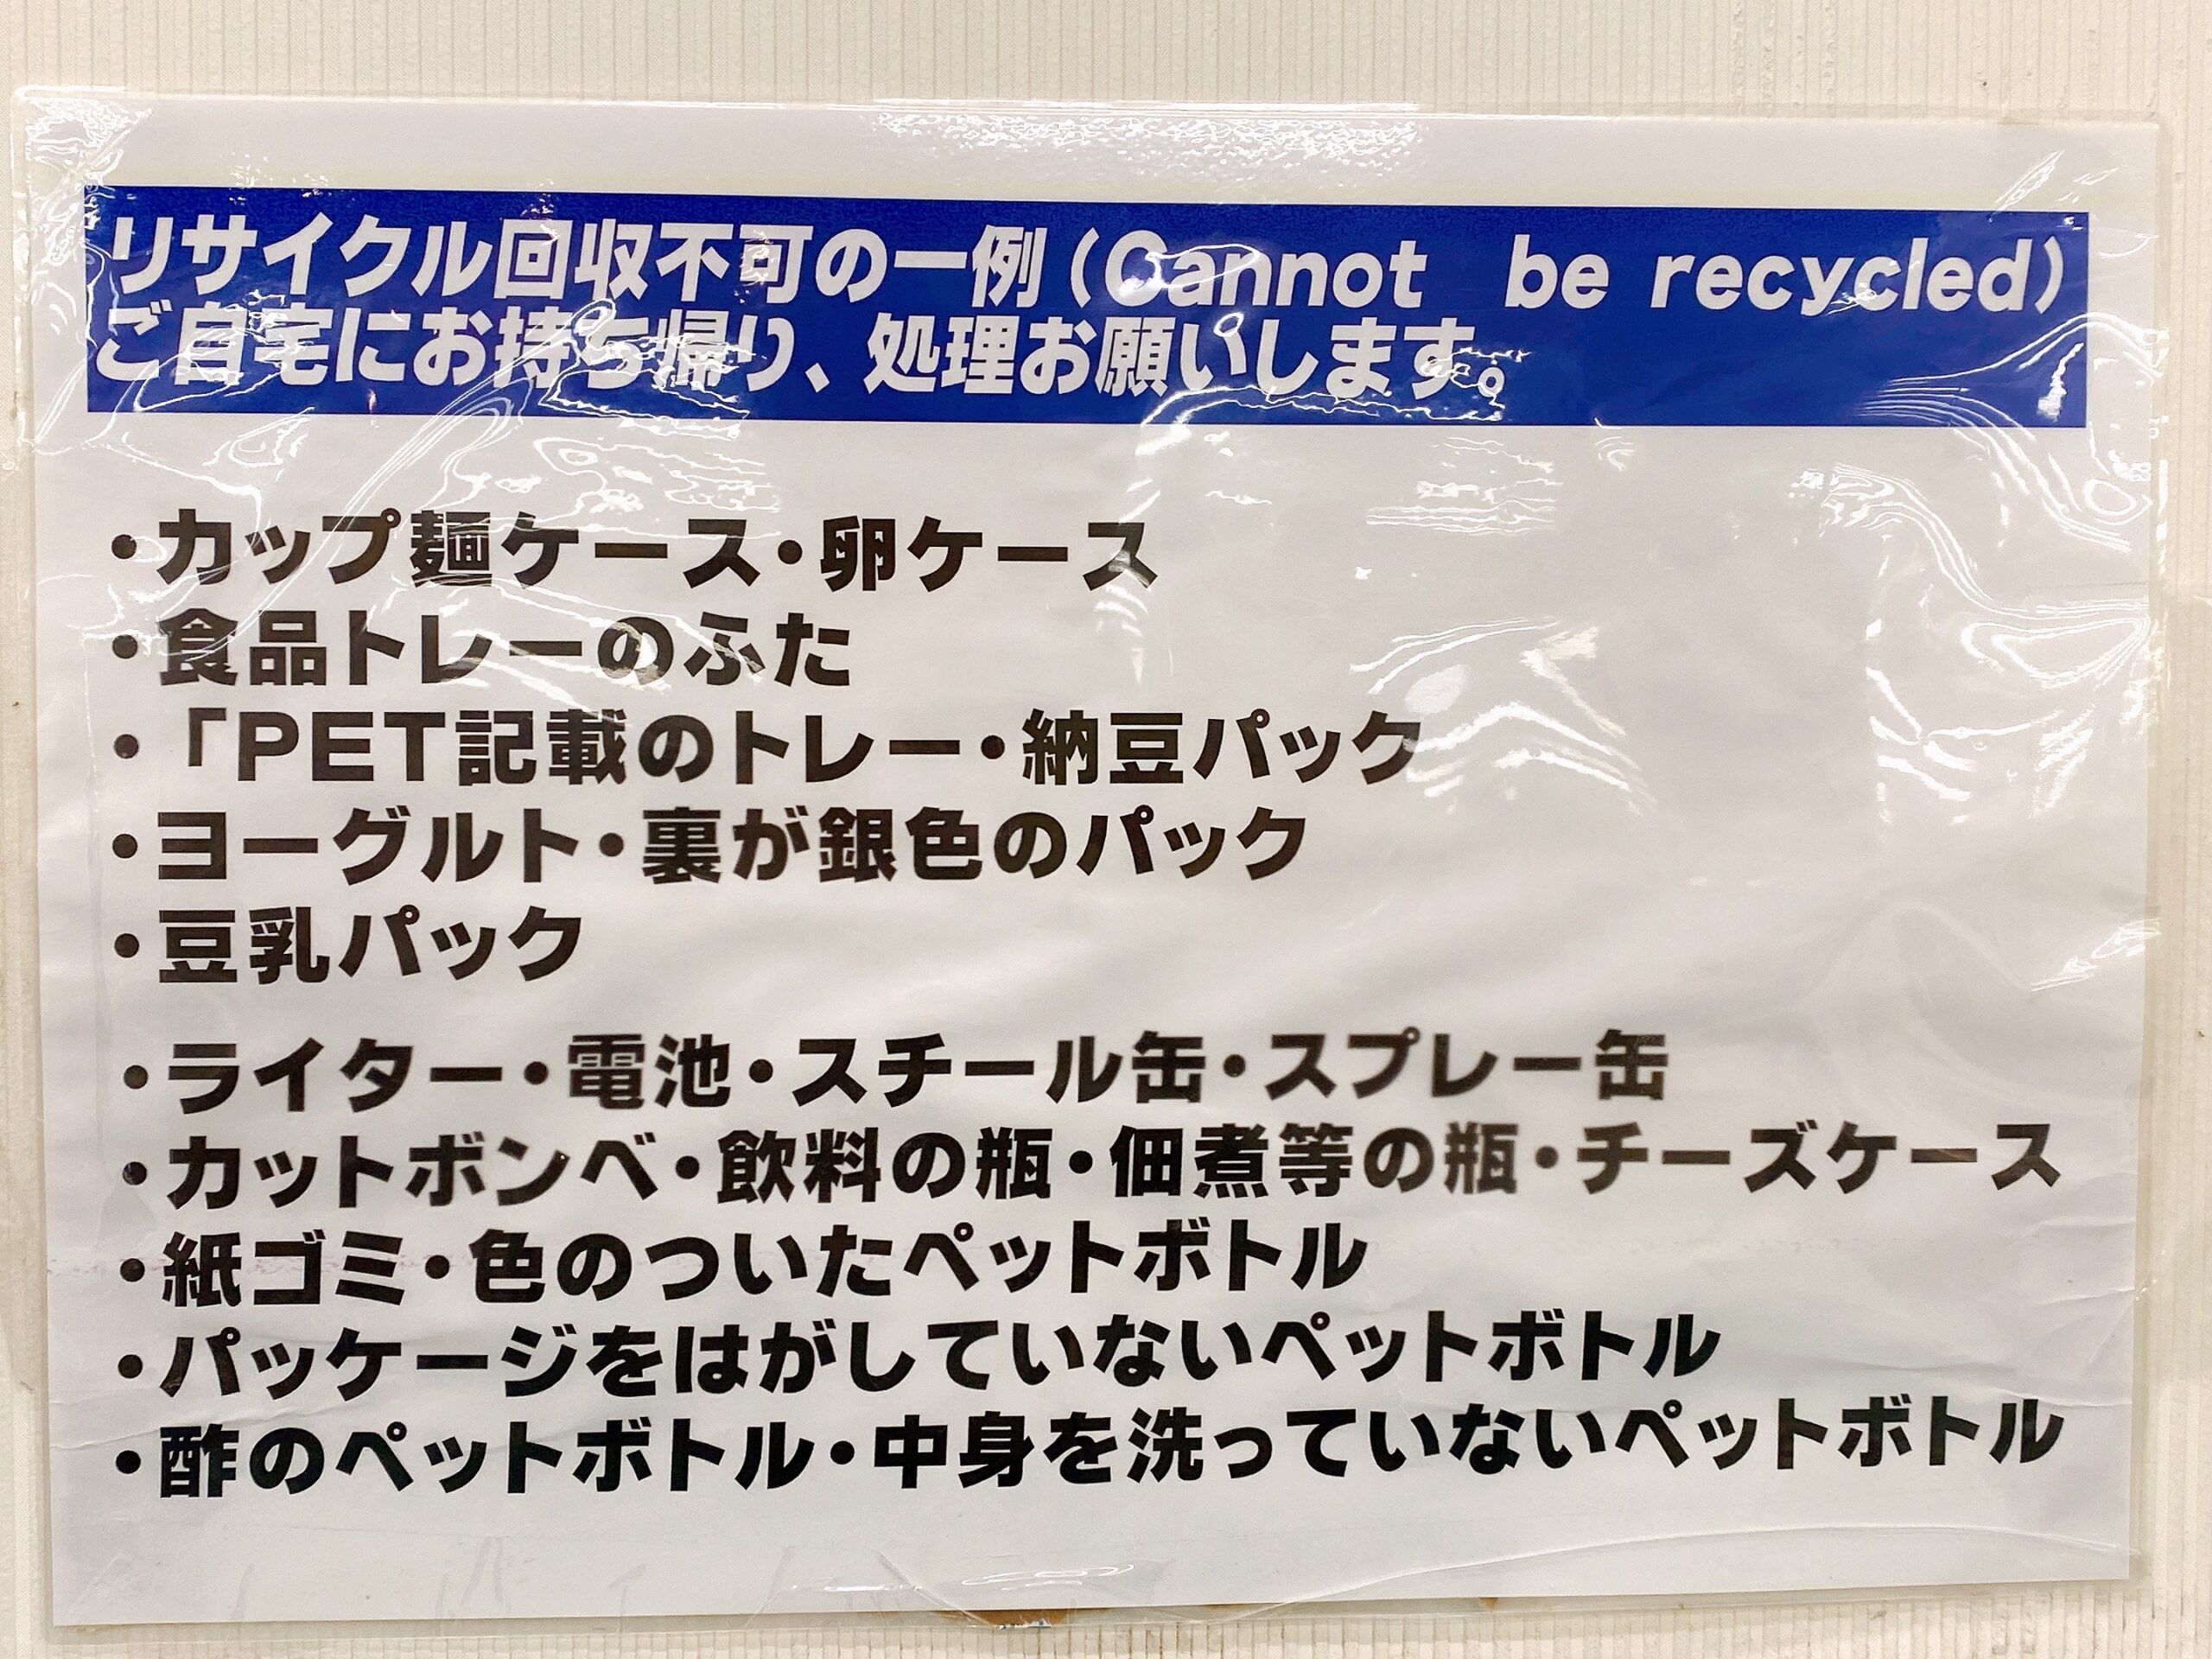 リサイクル回収不可の一例(Cannot be recycled)
ご自宅にお持ち帰り、処理お願いします。
・カップ麺ケース・卵ケース
・食品トレーのふた
・「PET記載のトレー・納豆パック
・ヨーグルト・裏が銀色のパック
・豆乳パック
・ライター・電池・スチール缶・スプレー缶
・カットボンベ・飲料の瓶・佃煮等の瓶・チーズケース
・紙ゴミ・色のついたペットボトル
・パッケージをはがしていないペットボトル
・酢のペットボトル・中身を洗っていないペットボトル